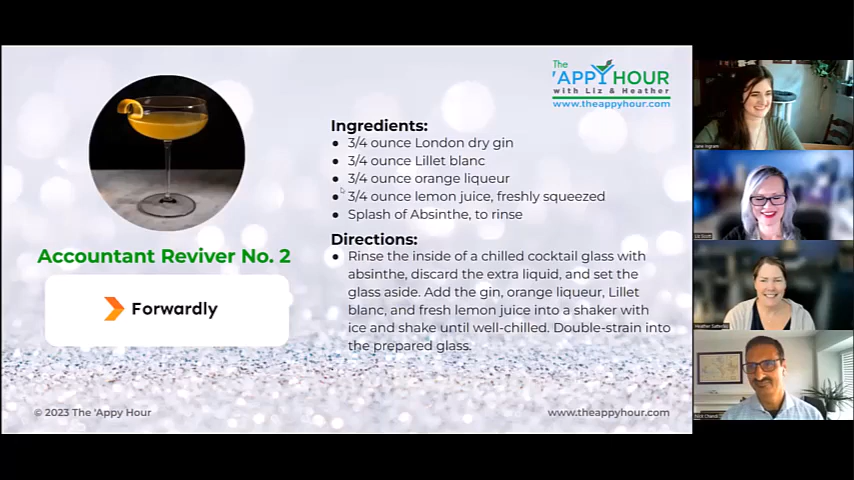 The
'APPY HOUR
with Liz & Heather
www.theappyhour.com
Ingredients:
• 3/4 ounce London dry gin
• 3/4 ounce Lillet blanc
• 3/4 ounce orange liqueur
• 3/4 ounce lemon juice, freshly squeezed
• Splash of Absinthe, to rinse
Accountant Reviver No. 2
Forwardly
Directions:
• Rinse the inside of a chilled cocktail glass with
absinthe, discard the extra liquid, and set the
glass aside. Add the gin, orange liqueur, Lillet
blanc, and fresh lemon juice into a shaker with
ice and shake until well-chilled. Double-strain into
the prepared glass.
© 2023 The 'Appy Hour
www.theappyhour.com
Jane Ingram
Liz Scott